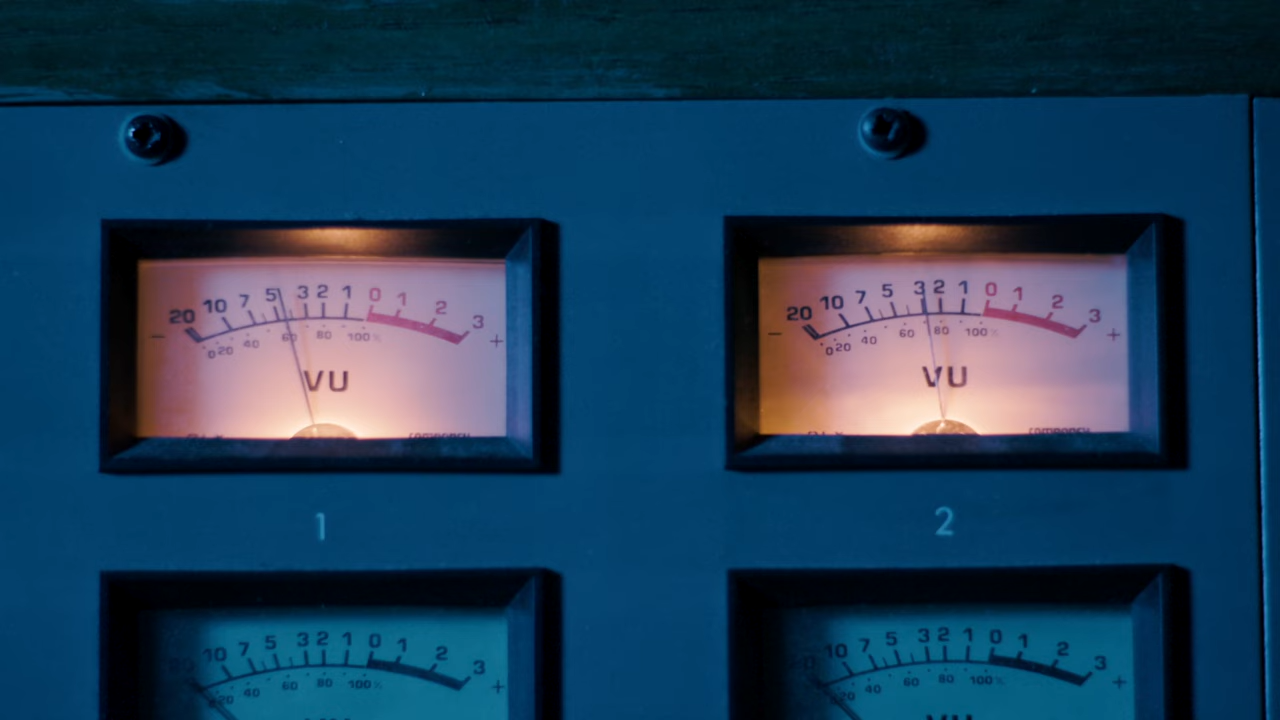 20 10 7 5 3 2 1 0 1 2 3
- 0 20 40 60 80 100% +
VU
20 10 7 5 3 2 1 0 1 2 3
- 0 20 40 60 80 100% +
VU
1
2
10 7 5 3 2 1 0 1 2 3
20 40 60 80 100% +
10 7 5 3 2 1 0 1 2 3
20 40 60 80 100% +